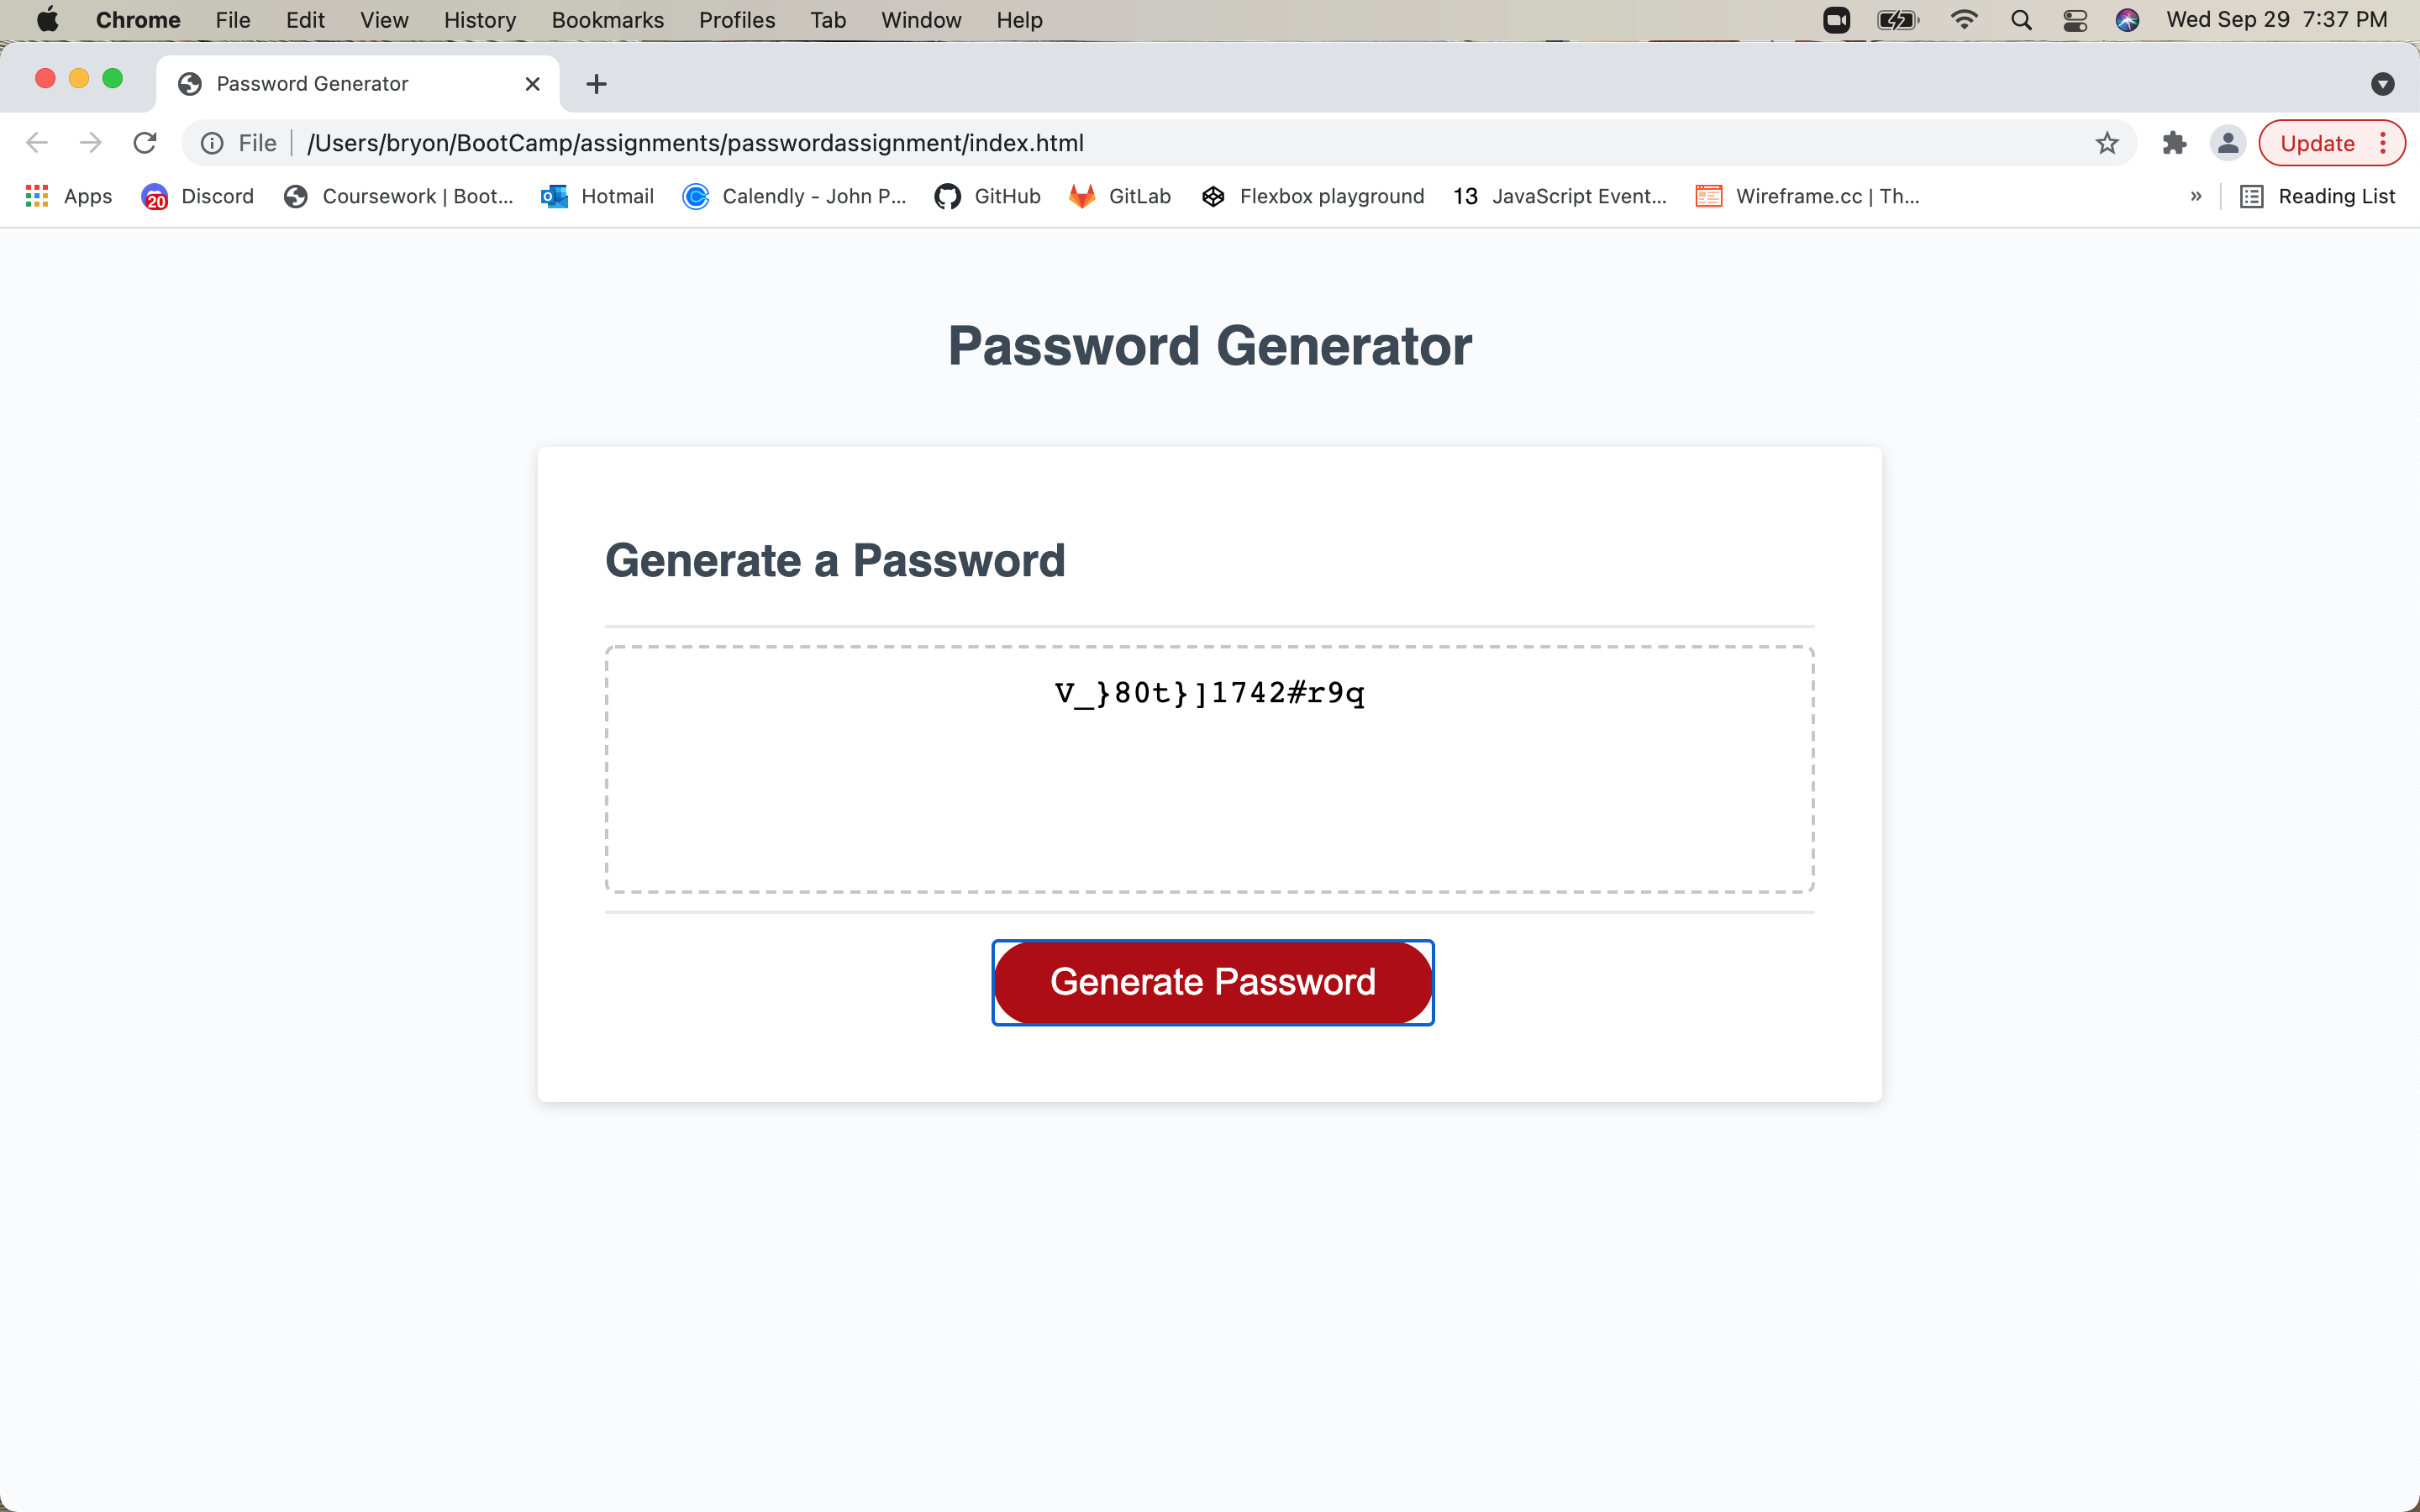 Chrome File Edit View History Bookmarks Profiles Tab Window Help Wed Sep 29 7:37 PM
Password Generator
File /Users/bryon/BootCamp/assignments/passwordassignment/index.html Update
Apps 20 Discord Coursework | Boot... Hotmail Calendly - John P... GitHub GitLab Flexbox playground 13 JavaScript Event... Wireframe.cc | Th... » Reading List
Password Generator
Generate a Password
V_}80t}]1742#r9q
Generate Password